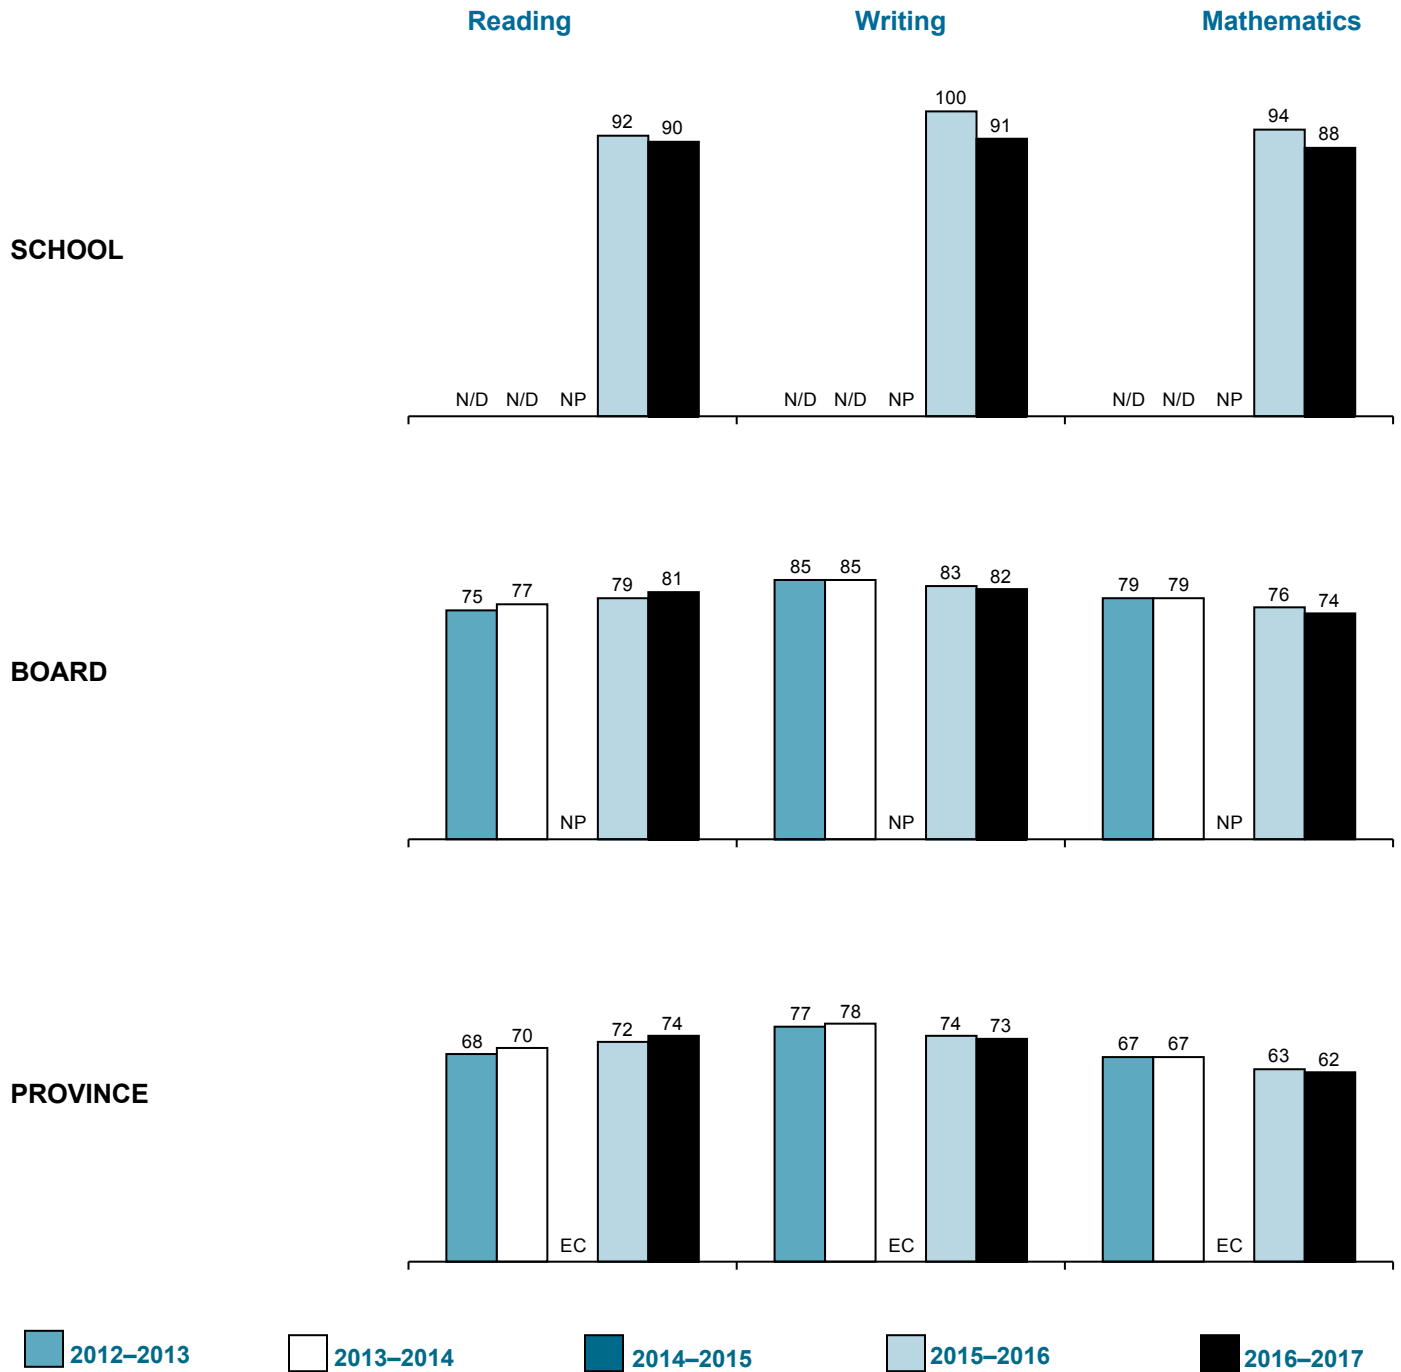 Reading Writing Mathematics
SCHOOL
92 90 100 91 94 88
N/D N/D NP N/D N/D NP N/D N/D NP
BOARD
75 77 79 81 85 85 83 82 79 79 76 74
NP NP NP
PROVINCE
68 70 72 74 77 78 74 73 67 67 63 62
EC EC EC
2012–2013 2013–2014 2014–2015 2015–2016 2016–2017